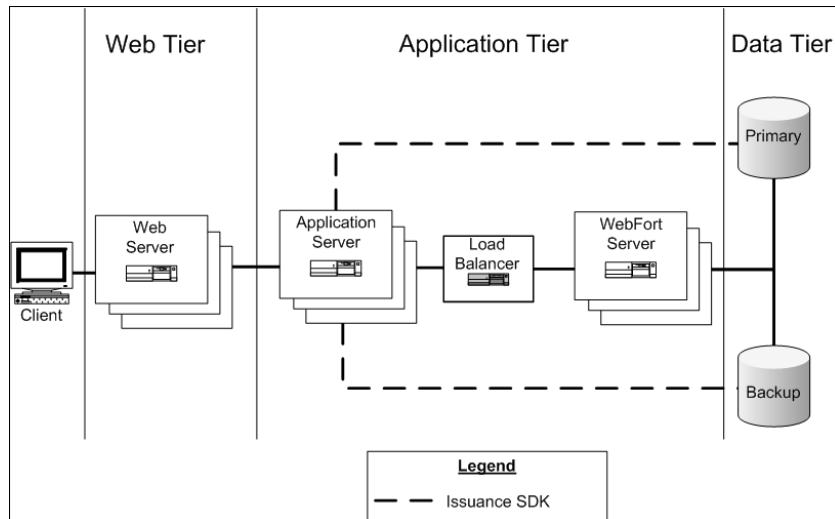 Web Tier
Application Tier
Data Tier
Primary
Web
Server
Application
Server
Load
Balancer
WebFort
Server
Client
Backup
Legend
Issuance SDK